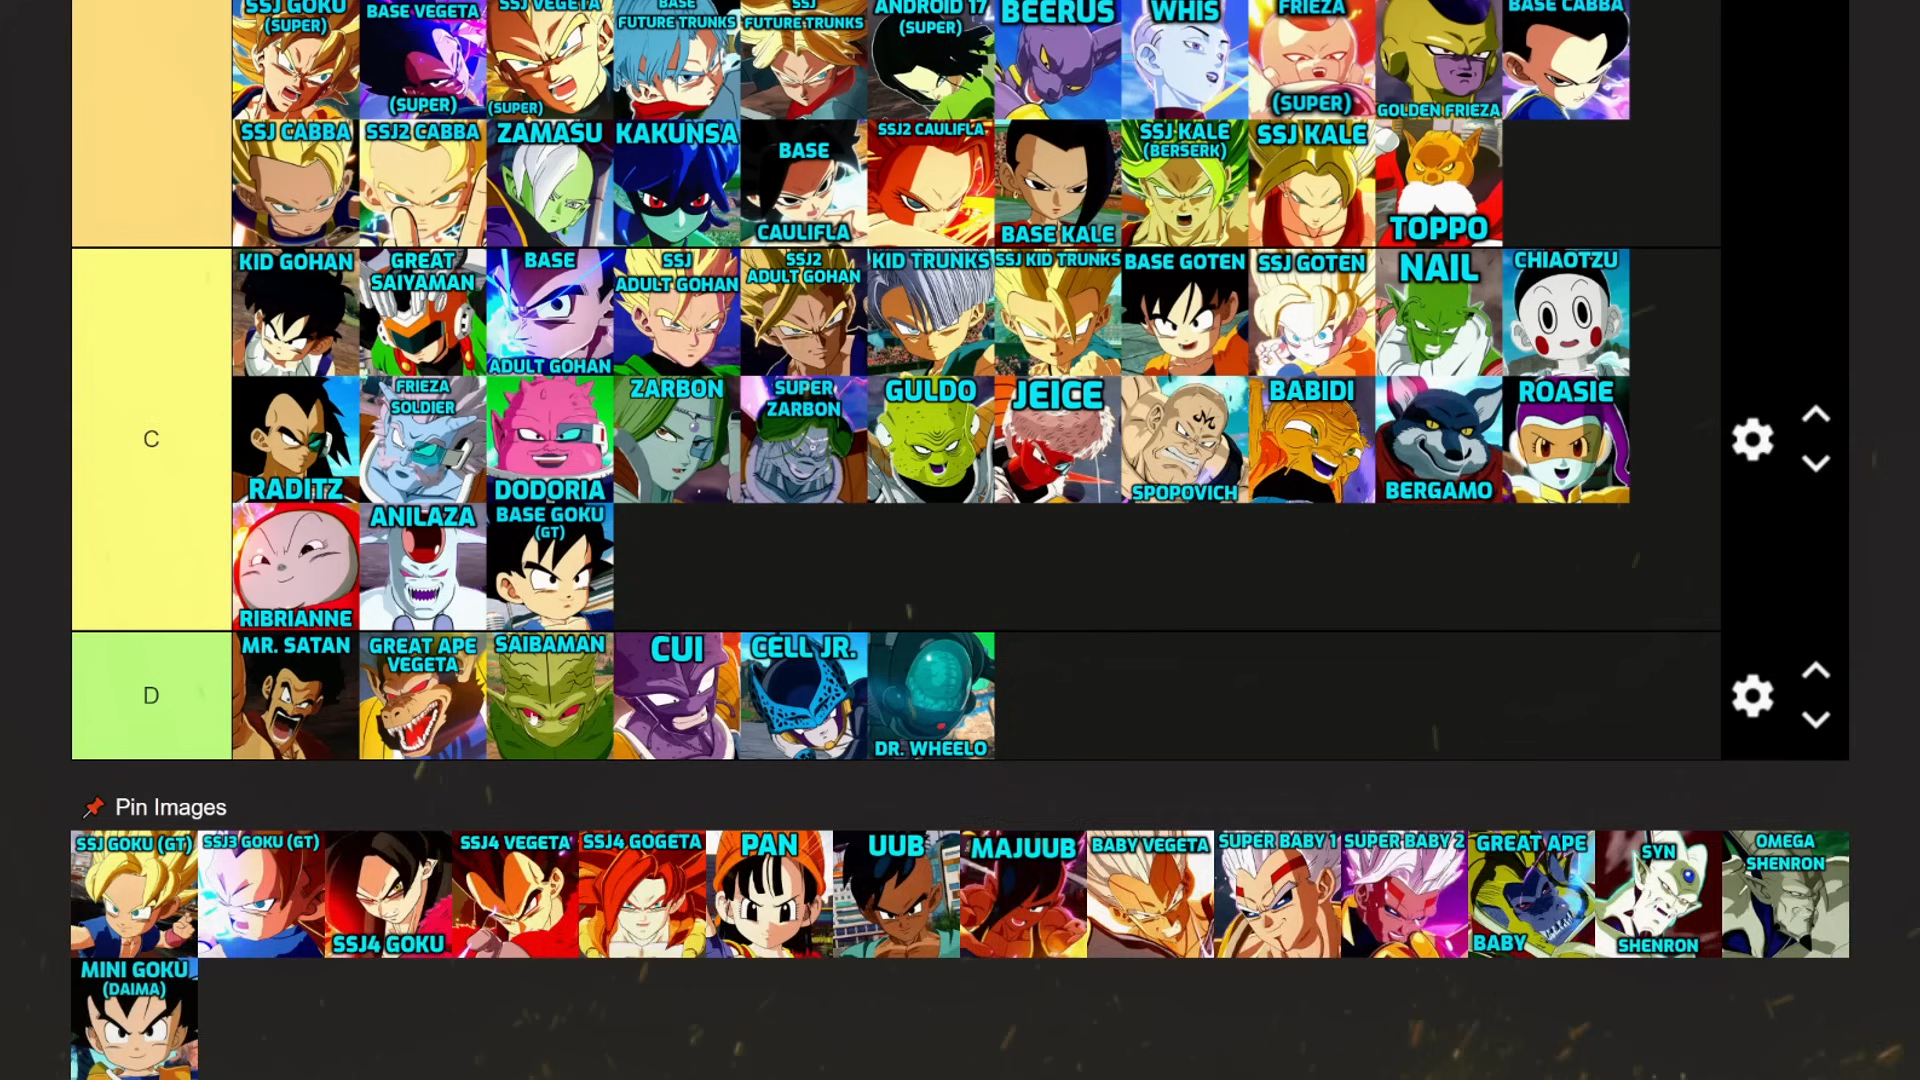 SSJ GOKU
(SUPER)
BASE VEGETA
(SUPER)
SSJ VEGETA
(SUPER)
BASE
FUTURE TRUNKS
SSJ
FUTURE TRUNKS
ANDROID 17
(SUPER)
BEERUS
WHIS
FRIEZA
(SUPER)
GOLDEN FRIEZA
BASE CABBA
SSJ CABBA
SSJ2 CABBA
ZAMASU
KAKUNSA
BASE
CAULIFLA
SSJ2 CAULIFLA
BASE KALE
SSJ KALE
(BERSERK)
SSJ KALE
TOPPO
C
KID GOHAN
GREAT
SAIYAMAN
BASE
ADULT GOHAN
SSJ
ADULT GOHAN
SSJ2
ADULT GOHAN
KID TRUNKS
SSJ KID TRUNKS
BASE GOTEN
SSJ GOTEN
NAIL
CHIAOTZU
RADITZ
FRIEZA
SOLDIER
DODORIA
ZARBON
SUPER
ZARBON
GULDO
JEICE
SPOPOVICH
BABIDI
BERGAMO
ROASIE
RIBRIANNE
ANILAZA
BASE GOKU
(GT)
D
MR. SATAN
GREAT APE
VEGETA
SAIBAMAN
CUI
CELL JR.
DR. WHEELO
Pin Images
SSJ GOKU (GT)
SSJ3 GOKU (GT)
SSJ4 GOKU
SSJ4 VEGETA
SSJ4 GOGETA
PAN
UUB
MAJUUB
BABY VEGETA
SUPER BABY 1
SUPER BABY 2
GREAT APE
BABY
SYN
SHENRON
OMEGA
SHENRON
MINI GOKU
(DAIMA)